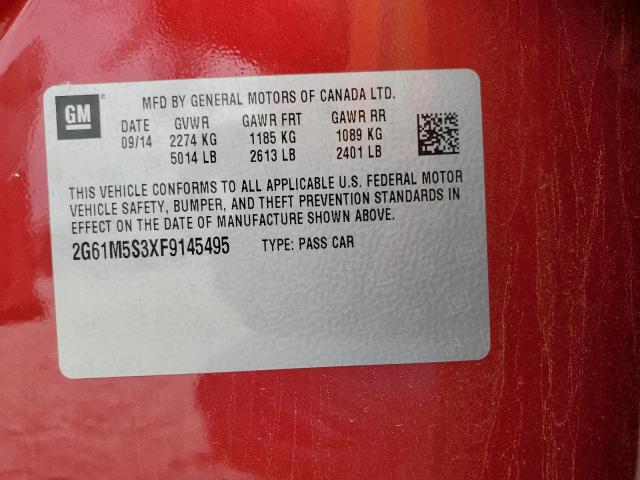 GM ®
MFD BY GENERAL MOTORS OF CANADA LTD.
DATE GVWR GAWR FRT GAWR RR
09/14 2274 KG 1185 KG 1089 KG
5014 LB 2613 LB 2401 LB
THIS VEHICLE CONFORMS TO ALL APPLICABLE U.S. FEDERAL MOTOR
VEHICLE SAFETY, BUMPER, AND THEFT PREVENTION STANDARDS IN
EFFECT ON THE DATE OF MANUFACTURE SHOWN ABOVE.
2G61M5S3XF9145495 TYPE: PASS CAR